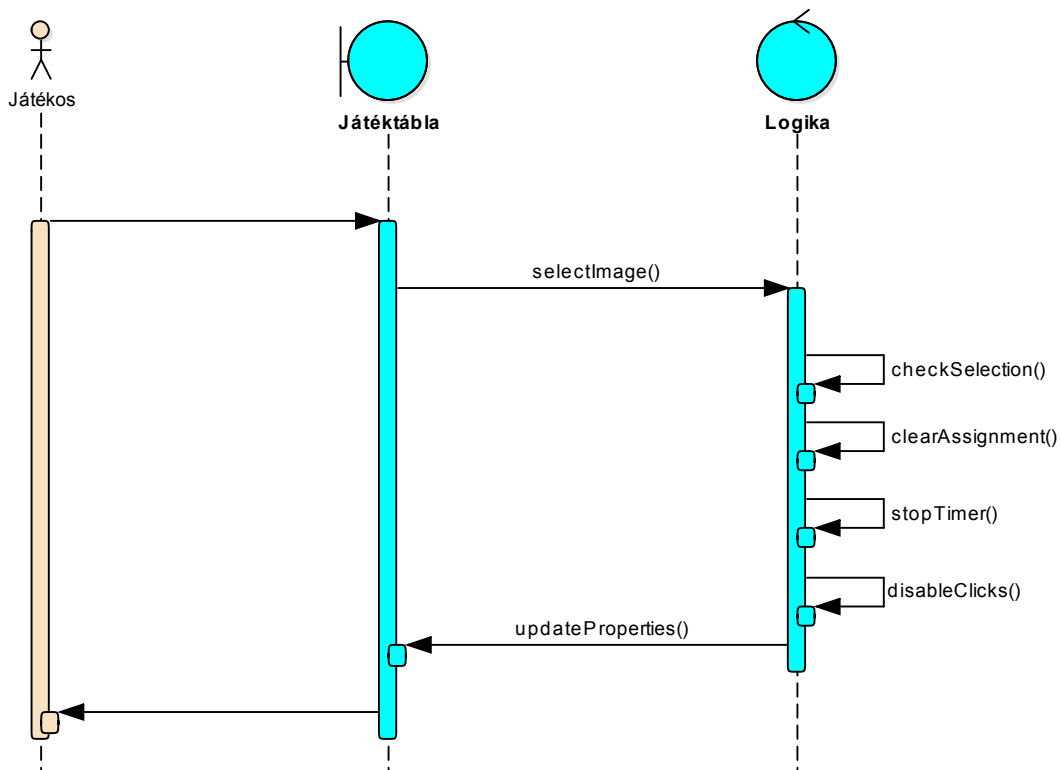 Játékos
Játéktábla
Logika
selectImage()
checkSelection()
clearAssignment()
stopTimer()
disableClicks()
updateProperties()